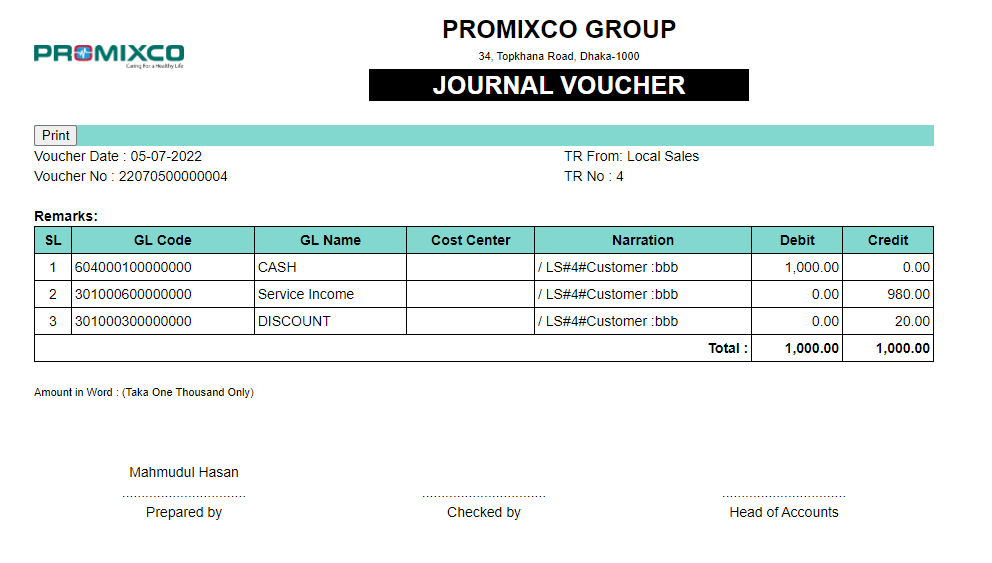 PROMIXCO GROUP
PROMIXCO
Caring For a Healthy Life
34, Topkhana Road, Dhaka-1000
JOURNAL VOUCHER
Print
Voucher Date : 05-07-2022 TR From: Local Sales
Voucher No : 22070500000004 TR No : 4
Remarks:
SL GL Code GL Name Cost Center Narration Debit Credit
1 604000100000000 CASH / LS#4#Customer :bbb 1,000.00 0.00
2 301000600000000 Service Income / LS#4#Customer :bbb 0.00 980.00
3 301000300000000 DISCOUNT / LS#4#Customer :bbb 0.00 20.00
Total : 1,000.00 1,000.00
Amount in Word : (Taka One Thousand Only)
Mahmudul Hasan
................................ ................................ ................................
Prepared by Checked by Head of Accounts